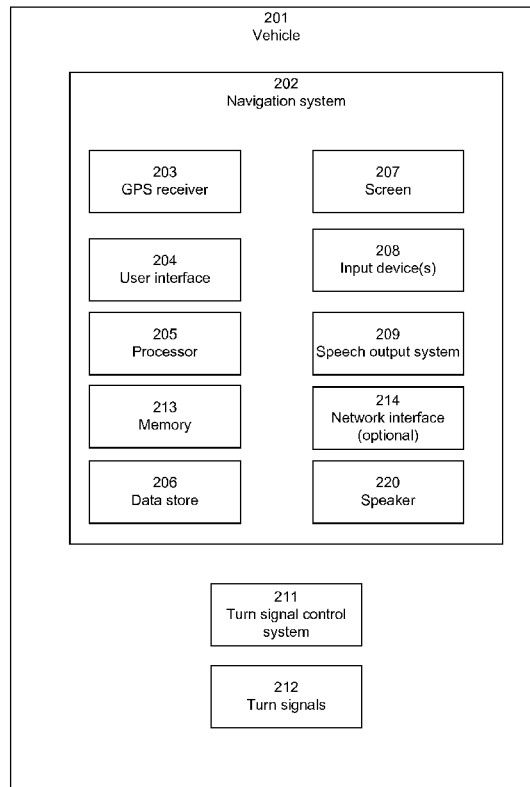 201
Vehicle
202
Navigation system
203
GPS receiver
204
User interface
205
Processor
213
Memory
206
Data store
207
Screen
208
Input device(s)
209
Speech output system
214
Network interface
(optional)
220
Speaker
211
Turn signal control
system
212
Turn signals